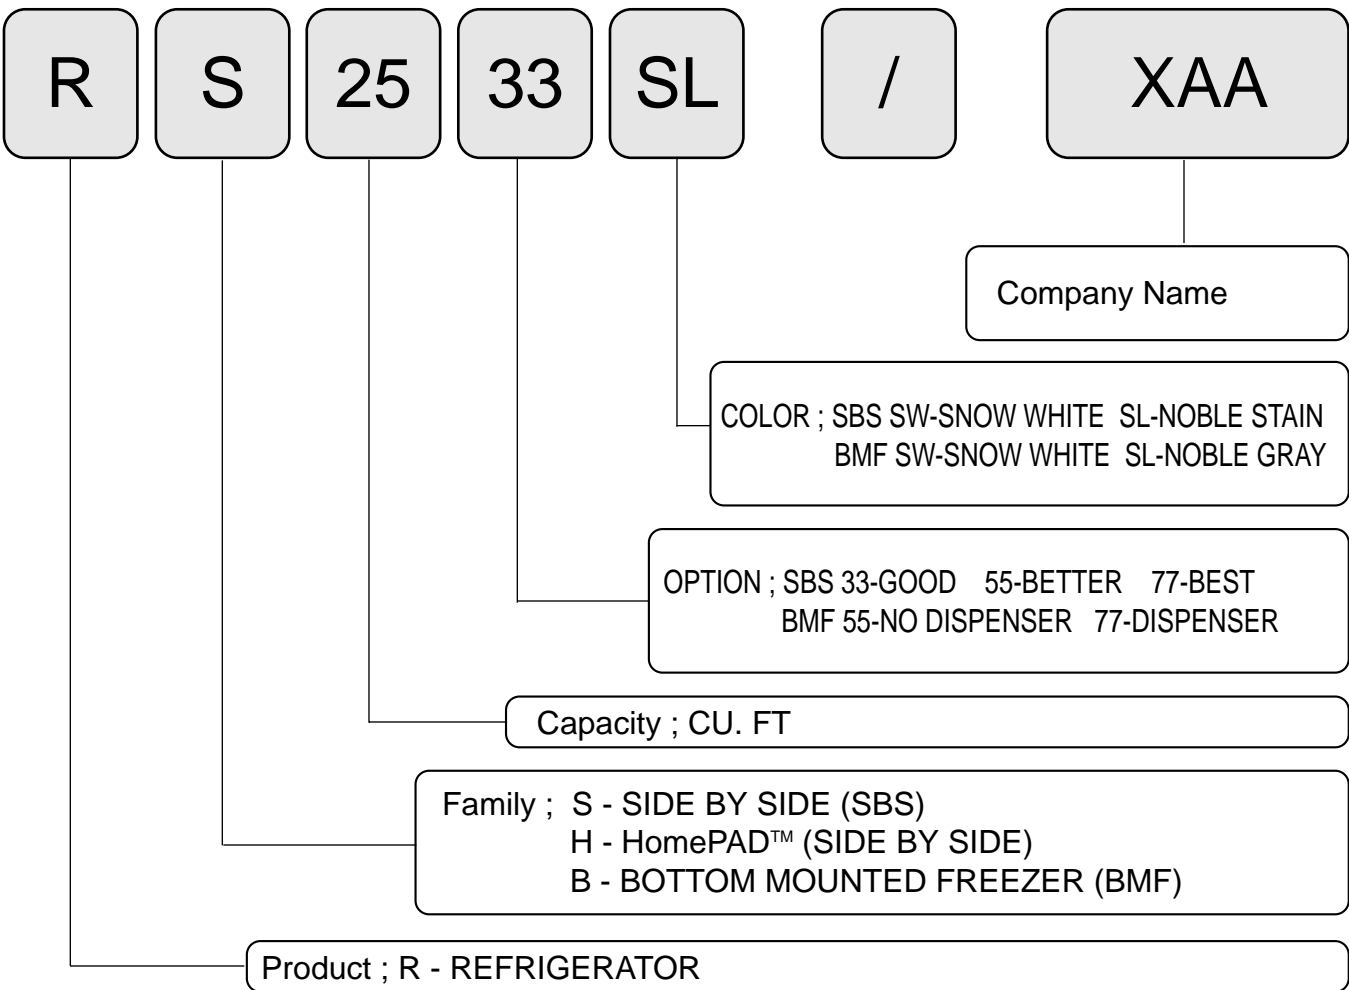 R S 25 33 SL / XAA
Company Name
COLOR ; SBS SW-SNOW WHITE SL-NOBLE STAIN
BMF SW-SNOW WHITE SL-NOBLE GRAY
OPTION ; SBS 33-GOOD 55-BETTER 77-BEST
BMF 55-NO DISPENSER 77-DISPENSER
Capacity ; CU. FT
Family ; S - SIDE BY SIDE (SBS)
H - HomePAD™ (SIDE BY SIDE)
B - BOTTOM MOUNTED FREEZER (BMF)
Product ; R - REFRIGERATOR